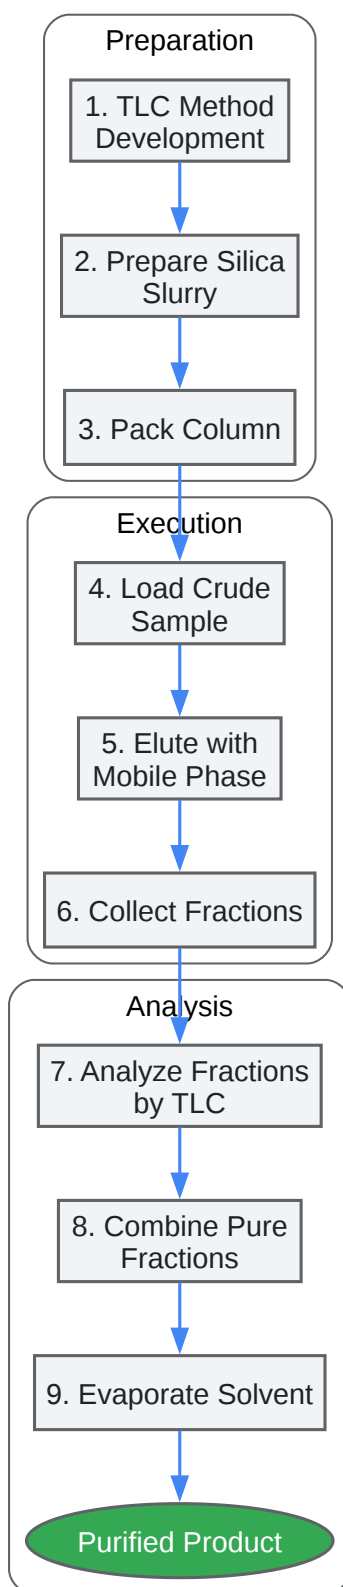 Preparation
1. TLC Method
Development
2. Prepare Silica
Slurry
3. Pack Column
Execution
4. Load Crude
Sample
5. Elute with
Mobile Phase
6. Collect Fractions
Analysis
7. Analyze Fractions
by TLC
8. Combine Pure
Fractions
9. Evaporate Solvent
Purified Product